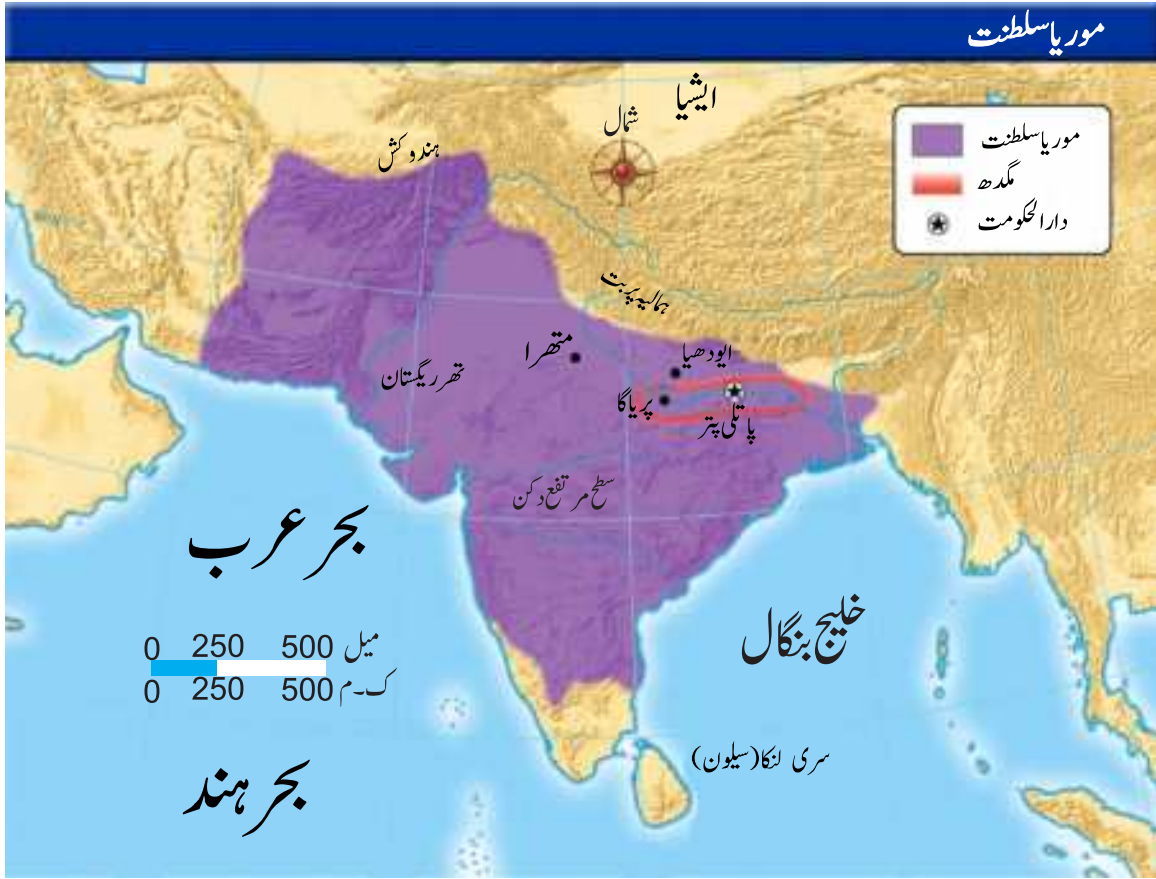 موریا سلطنت
ایشیا
شمال
ہندوکش
موریا سلطنت
مگدھ
دارالحکومت
ہمالیہ پربت
متھرا
ایودھیا
تھر ریگستان
پریاگا
پاٹلی پتر
سطح مرتفع دکن
بحر عرب
خلیج بنگال
0 250 500 میل
0 250 500 ک۔م
سری لنکا (سیلون)
بحر ہند